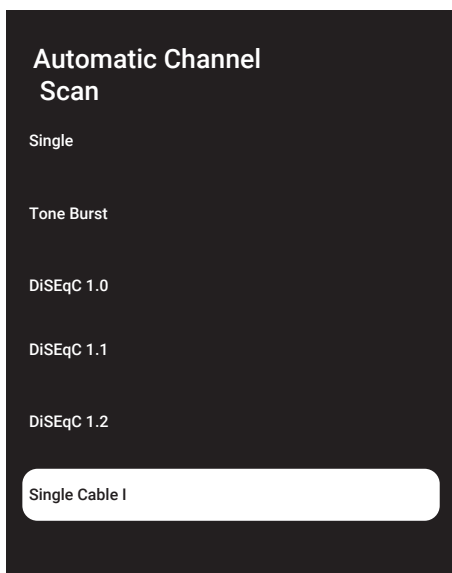 Automatic Channel
Scan
Single
Tone Burst
DiSEqC 1.0
DiSEqC 1.1
DiSEqC 1.2
Single Cable I